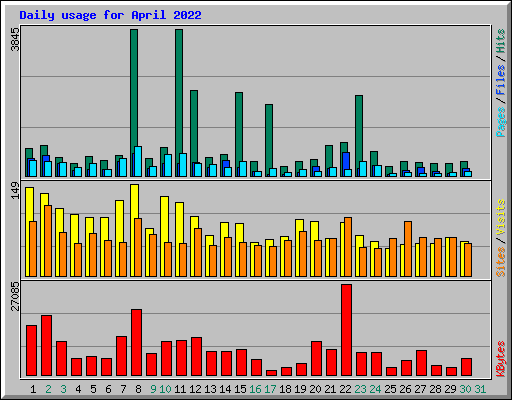 Daily usage for April 2022
3845
Pages / Files / Hits
149
Sites / Visits
27085
KBytes
1 2 3 4 5 6 7 8 9 10 11 12 13 14 15 16 17 18 19 20 21 22 23 24 25 26 27 28 29 30 31